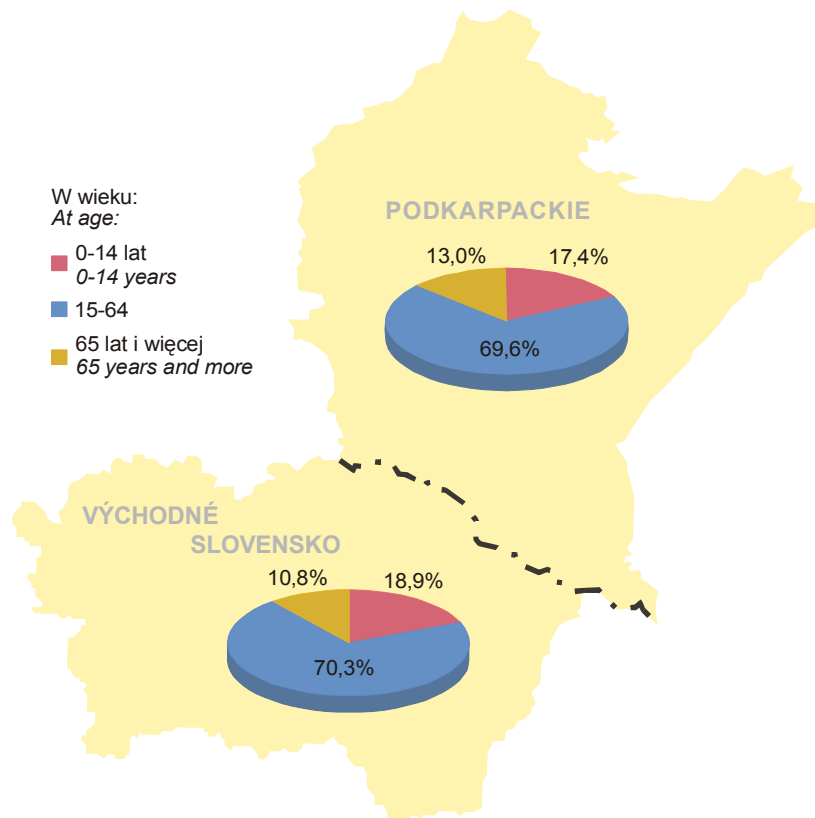 W wieku:
At age:
0-14 lat
0-14 years
15-64
65 lat i więcej
65 years and more
PODKARPACKIE
13,0%
17,4%
69,6%
VÝCHODNÉ
SLOVENSKO
10,8%
18,9%
70,3%